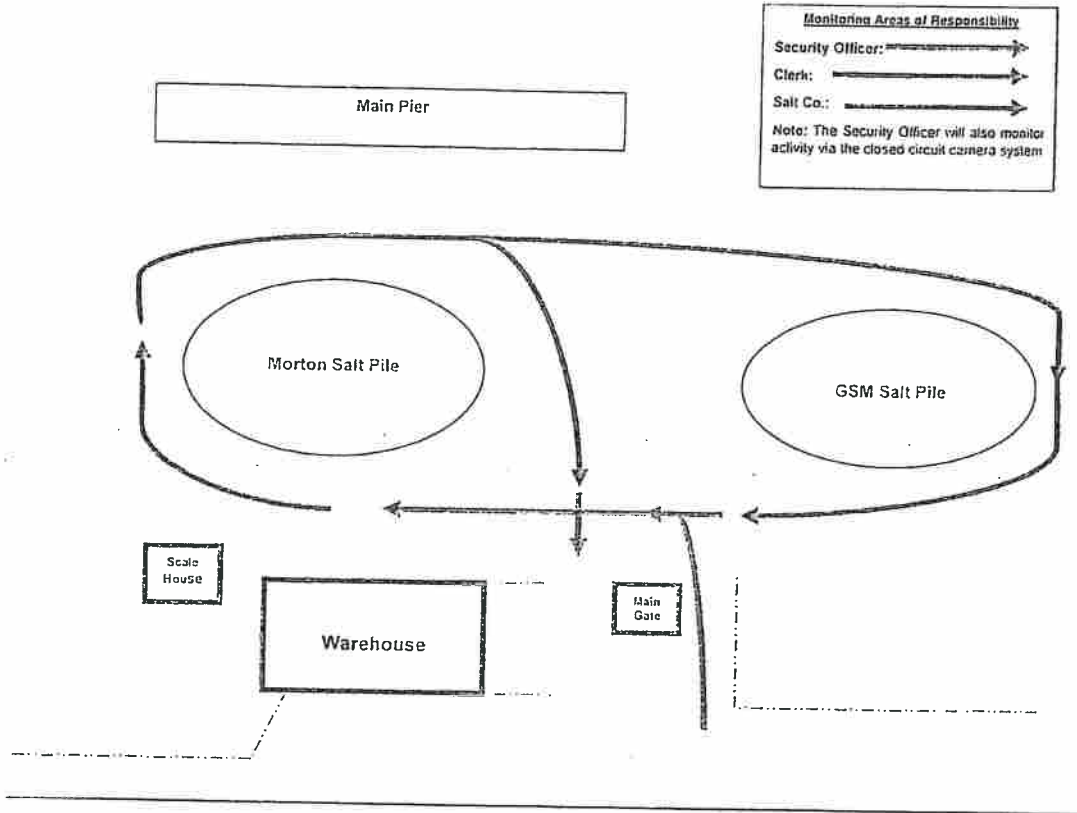 Monitoring Areas of Responsibility
Security Officer:
Clerk:
Salt Co.:
Note: The Security Officer will also monitor
activity via the closed circuit camera system
Main Pier
Morton Salt Pile
GSM Salt Pile
Scale
House
Main
Gate
Warehouse